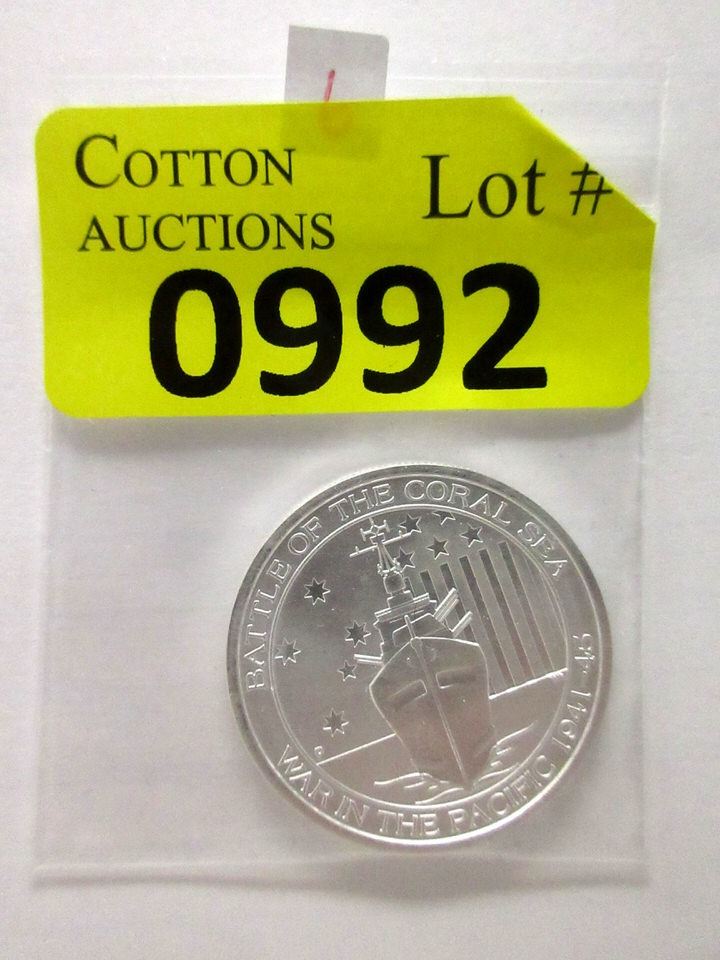 COTTON
AUCTIONS
Lot #
0992
BATTLE OF THE CORAL SEA
WAR IN THE PACIFIC 1941-45
P